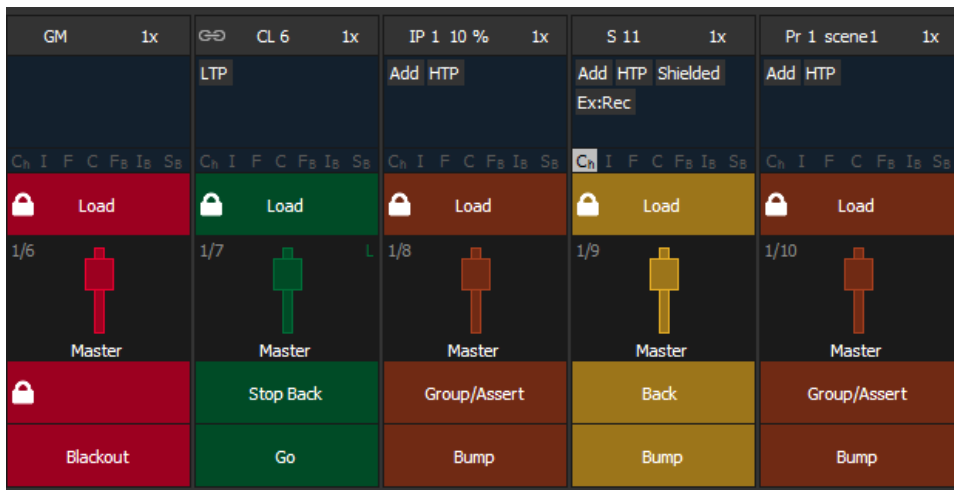 GM 1x CL 6 1x IP 1 10 % 1x S 11 1x Pr 1 scene1 1x
LTP Add HTP Add HTP Shielded Add HTP
Ex:Rec
Ch I F C FB IB SB Ch I F C FB IB SB Ch I F C FB IB SB Ch I F C FB IB SB Ch I F C FB IB SB
Load Load Load Load Load
1/6 1/7 L 1/8 1/9 1/10
Master Master Master Master Master
Stop Back Group/Assert Back Group/Assert
Blackout Go Bump Bump Bump